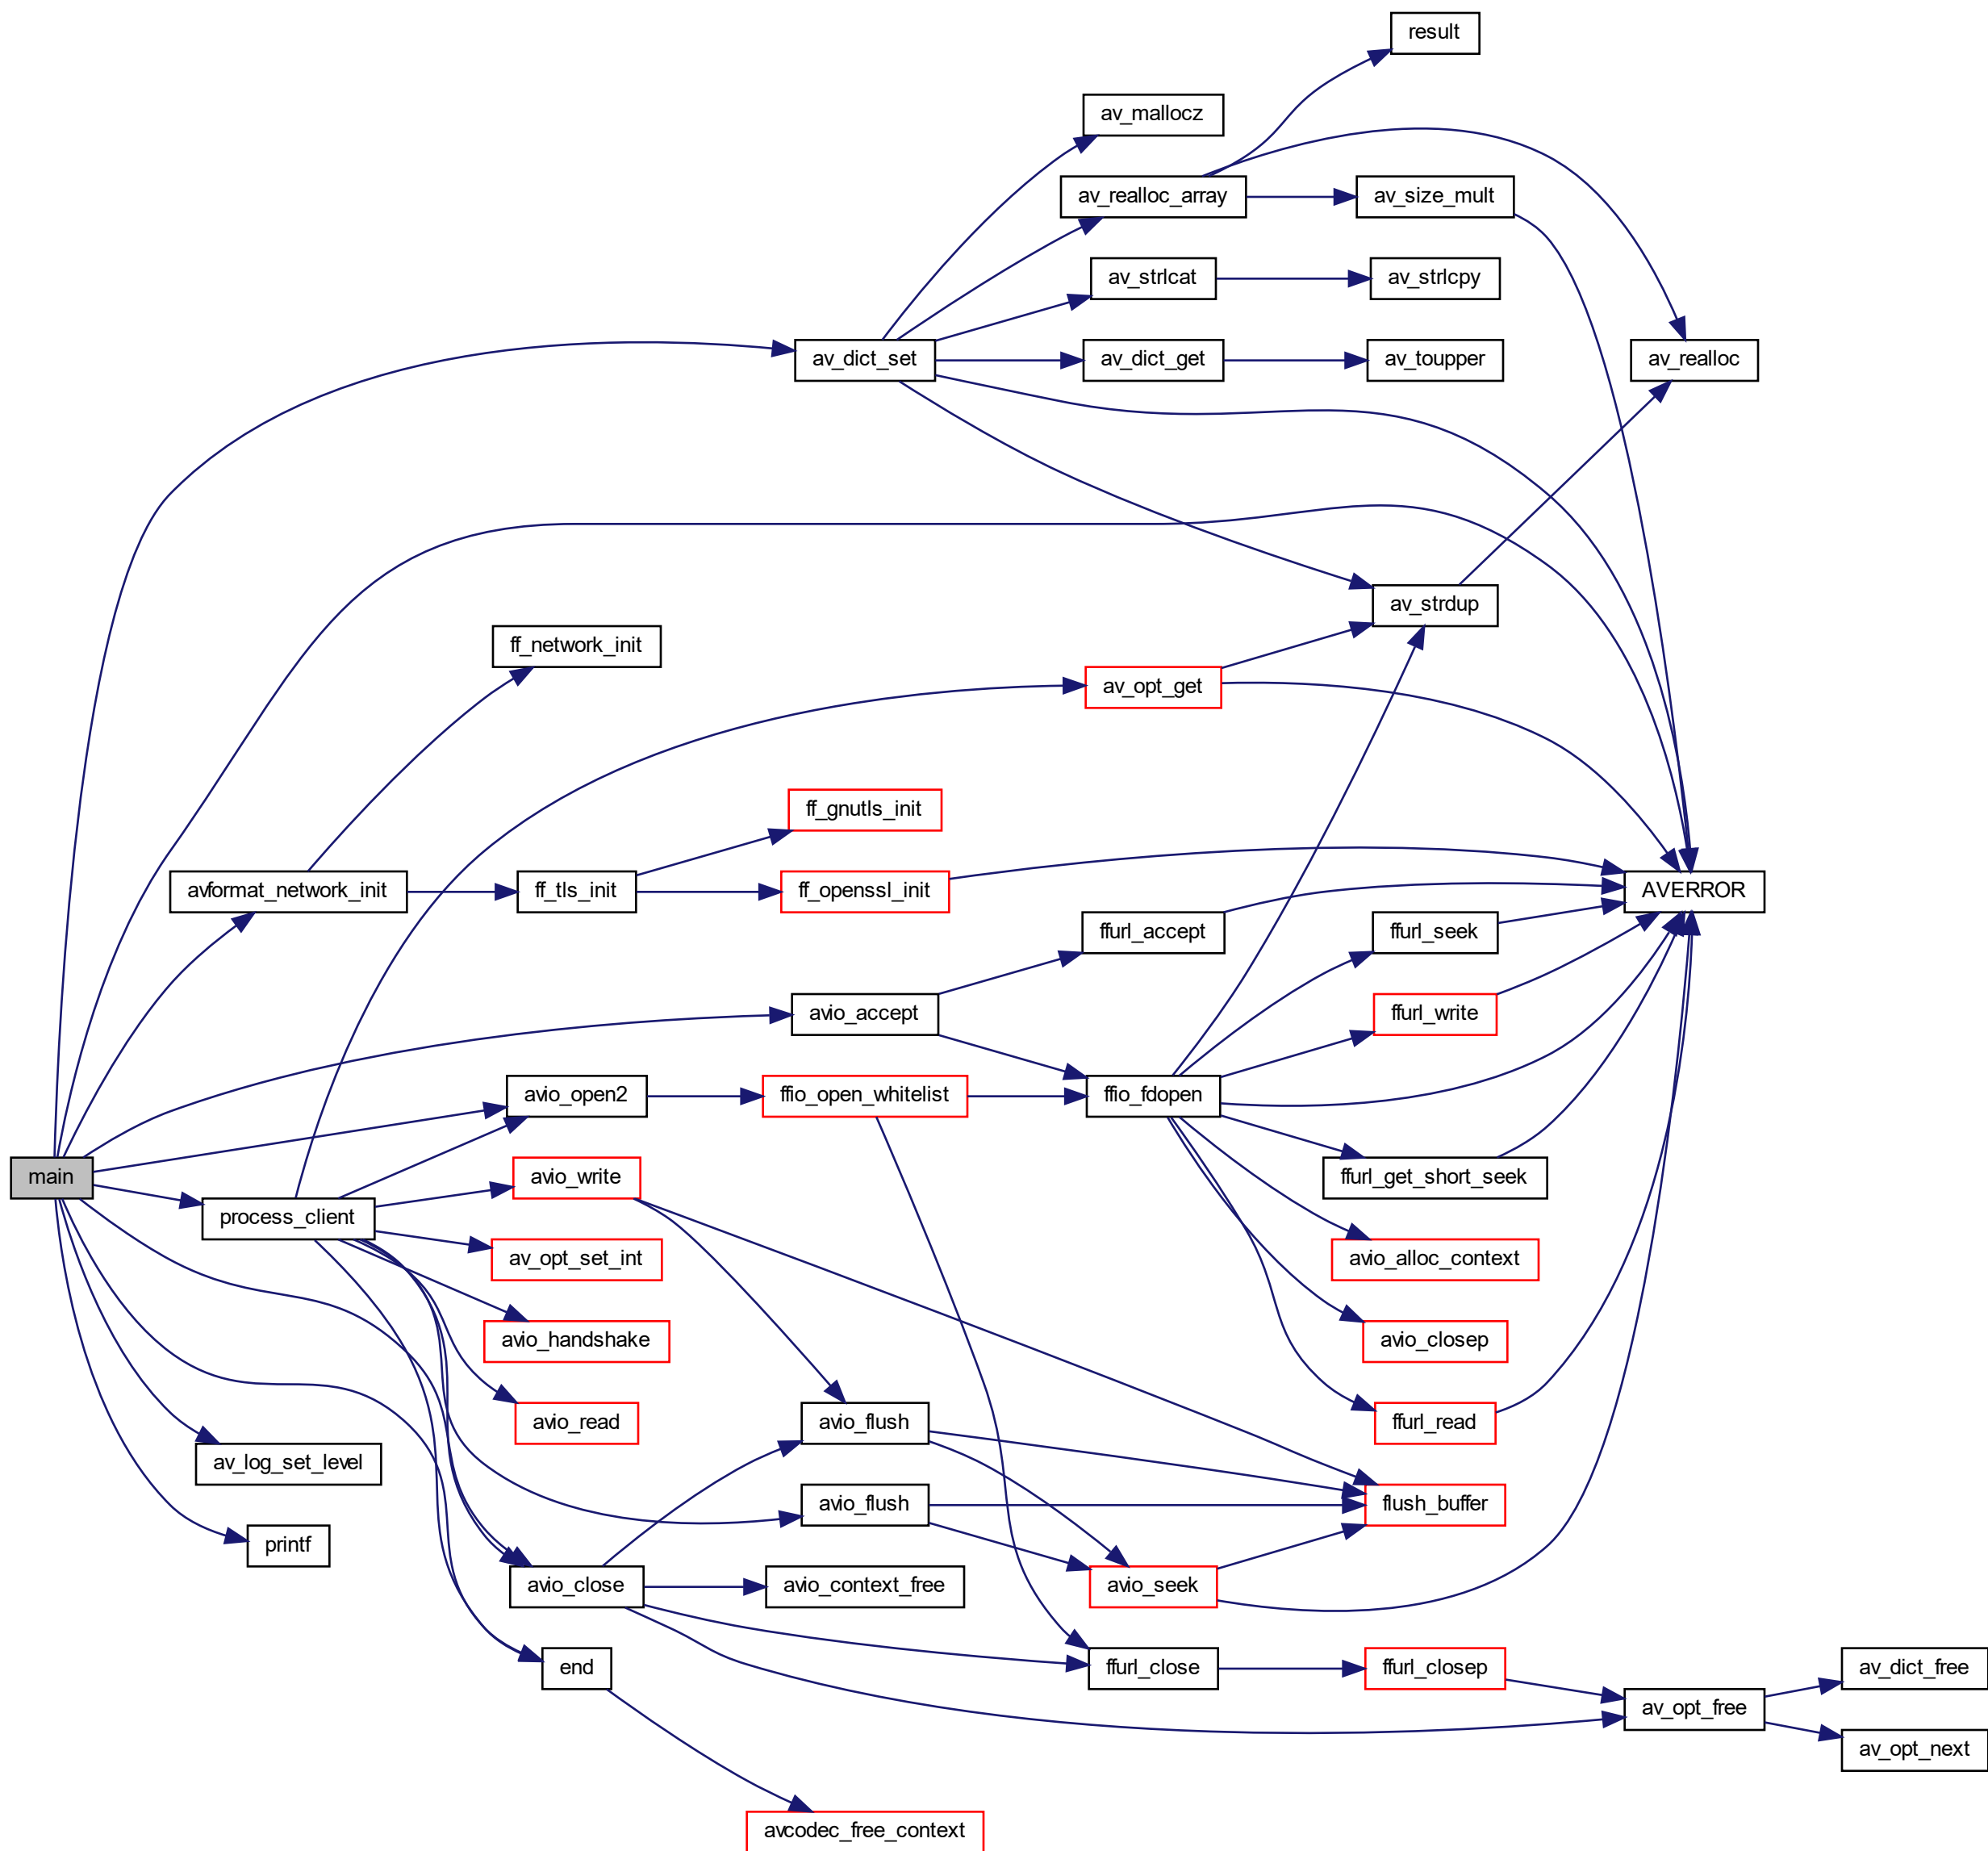 result
av_mallocz
av_realloc_array
av_size_mult
av_strlcat
av_strlcpy
av_dict_set
av_dict_get
av_toupper
av_realloc
av_strdup
ff_network_init
av_opt_get
ff_gnutls_init
avformat_network_init
ff_tls_init
ff_openssl_init
AVERROR
ffurl_accept
ffurl_seek
avio_accept
ffurl_write
avio_open2
ffio_open_whitelist
ffio_fdopen
main
avio_write
ffurl_get_short_seek
process_client
av_opt_set_int
avio_alloc_context
avio_handshake
avio_closep
avio_read
avio_flush
ffurl_read
av_log_set_level
avio_flush
flush_buffer
printf
avio_close
avio_context_free
avio_seek
end
ffurl_close
ffurl_closep
av_dict_free
av_opt_free
av_opt_next
avcodec_free_context